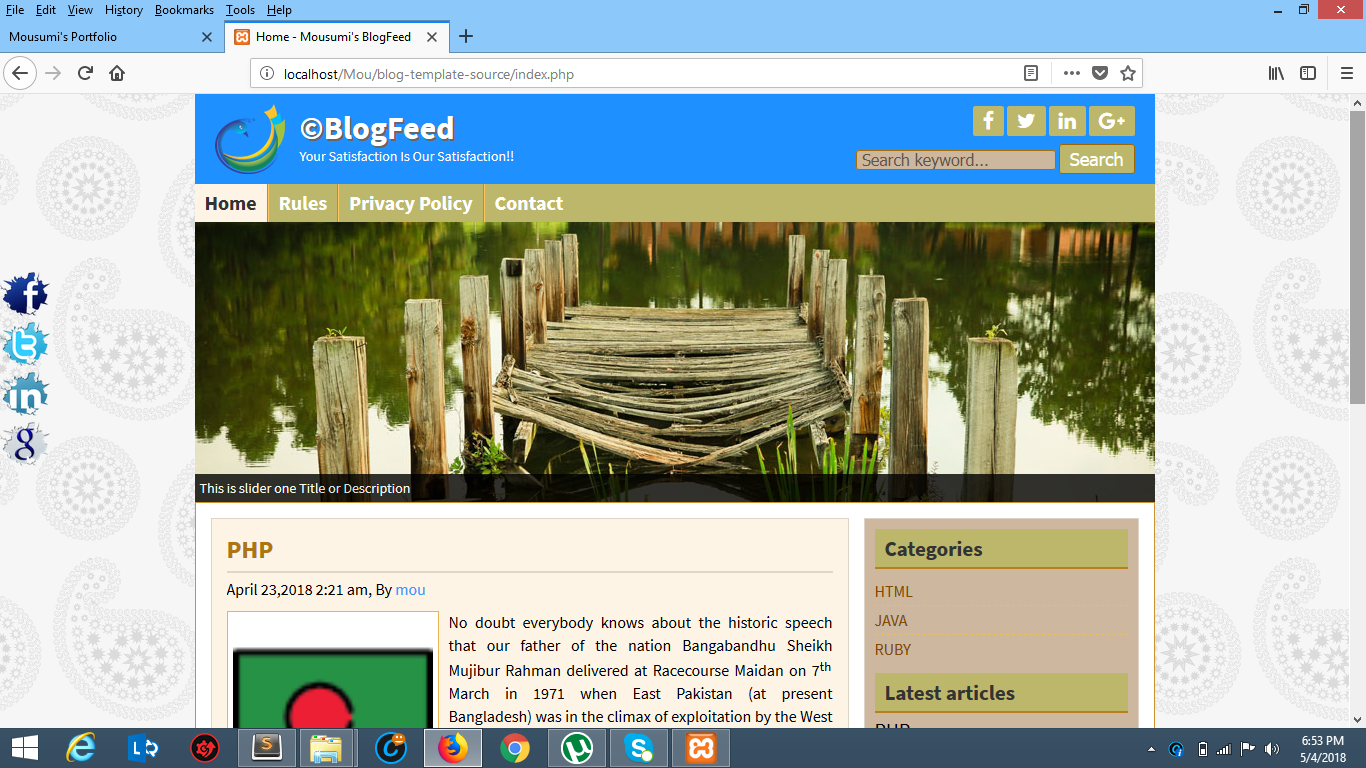 File Edit View History Bookmarks Tools Help
Mousumi's Portfolio
Home - Mousumi's BlogFeed
localhost/Mou/blog-template-source/index.php
©BlogFeed
Your Satisfaction Is Our Satisfaction!!
Search keyword...
Search
Home Rules Privacy Policy Contact
This is slider one Title or Description
PHP
April 23,2018 2:21 am, By mou
No doubt everybody knows about the historic speech
that our father of the nation Bangabandhu Sheikh
Mujibur Rahman delivered at Racecourse Maidan on 7th
March in 1971 when East Pakistan (at present
Bangladesh) was in the climax of exploitation by the West
Categories
HTML
JAVA
RUBY
Latest articles
PHP
6:53 PM
5/4/2018